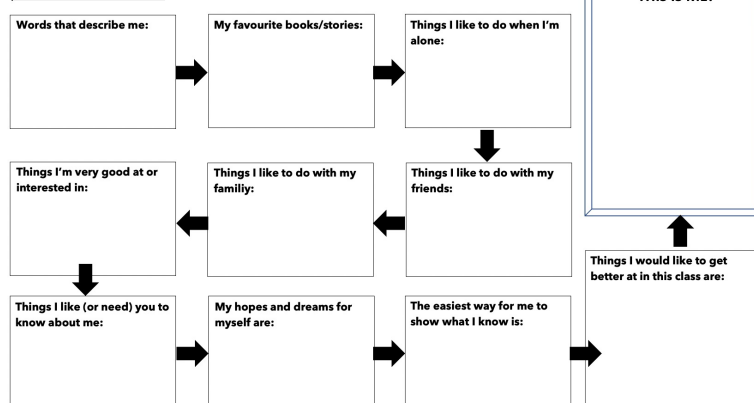 Words that describe me:
My favourite books/stories:
Things I like to do when I’m
alone:
Things I like to do with my
friends:
Things I like to do with my
familiy:
Things I’m very good at or
interested in:
Things I like (or need) you to
know about me:
My hopes and dreams for
myself are:
The easiest way for me to
show what I know is:
Things I would like to get
better at in this class are: